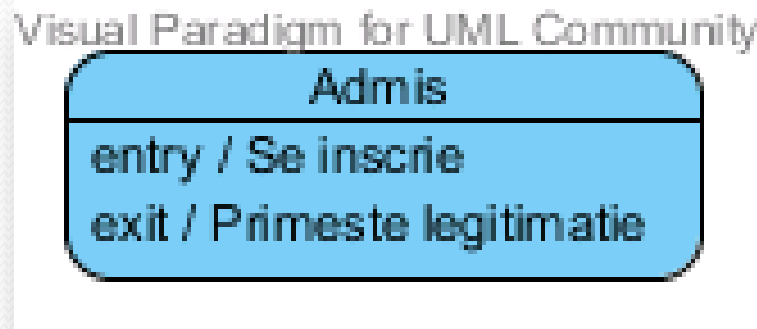 Visual Paradigm for UML Community
Admis
entry / Se inscrie
exit / Primeste legitimatie